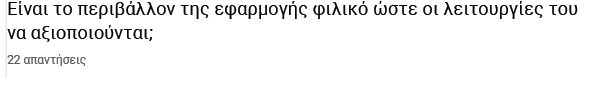 Είναι το περιβάλλον της εφαρμογής φιλικό ώστε οι λειτουργίες του
να αξιοποιούνται;
22 απαντήσεις